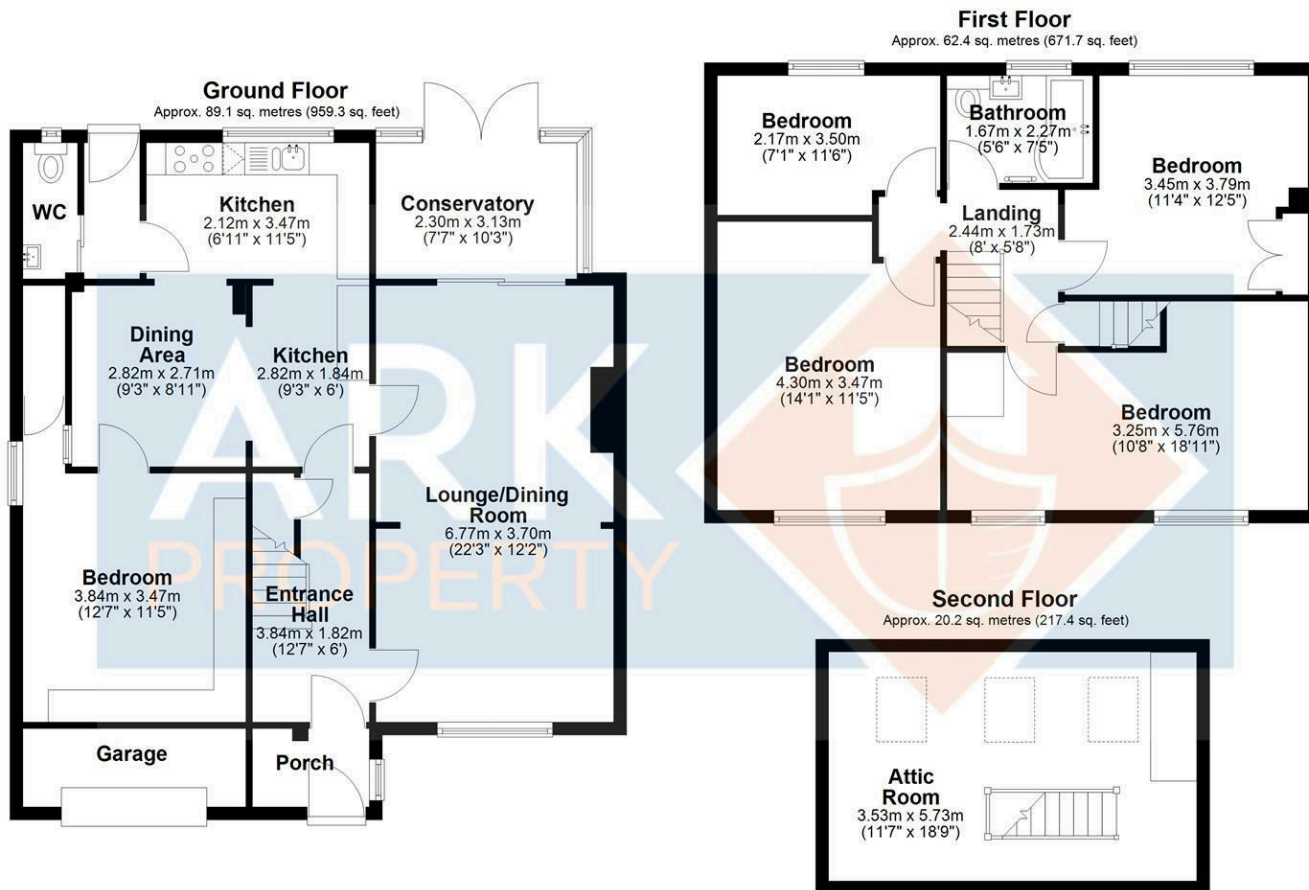 Ground Floor
Approx. 89.1 sq. metres (959.3 sq. feet)
WC
Kitchen
2.12m x 3.47m
(6'11" x 11'5")
Conservatory
2.30m x 3.13m
(7'7" x 10'3")
Dining
Area
2.82m x 2.71m
(9'3" x 8'11")
Kitchen
2.82m x 1.84m
(9'3" x 6')
Lounge/Dining
Room
6.77m x 3.70m
(22'3" x 12'2")
Bedroom
3.84m x 3.47m
(12'7" x 11'5")
Entrance
Hall
3.84m x 1.82m
(12'7" x 6')
Garage
Porch
First Floor
Approx. 62.4 sq. metres (671.7 sq. feet)
Bedroom
2.17m x 3.50m
(7'1" x 11'6")
Bathroom
1.67m x 2.27m
(5'6" x 7'5")
Bedroom
3.45m x 3.79m
(11'4" x 12'5")
Landing
2.44m x 1.73m
(8' x 5'8")
Bedroom
4.30m x 3.47m
(14'1" x 11'5")
Bedroom
3.25m x 5.76m
(10'8" x 18'11")
Second Floor
Approx. 20.2 sq. metres (217.4 sq. feet)
Attic
Room
3.53m x 5.73m
(11'7" x 18'9")
ARK
PROPERTY